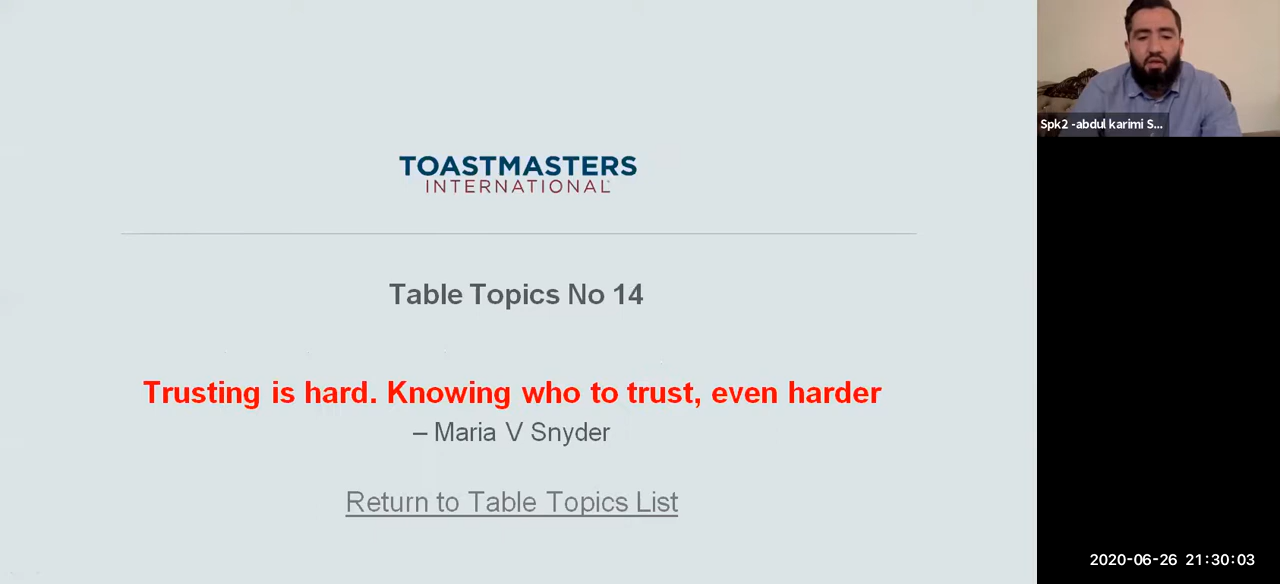 TOASTMASTERS
INTERNATIONAL
Table Topics No 14
Trusting is hard. Knowing who to trust, even harder
– Maria V Snyder
Return to Table Topics List
Spk2 -abdul karimi S...
2020-06-26 21:30:03